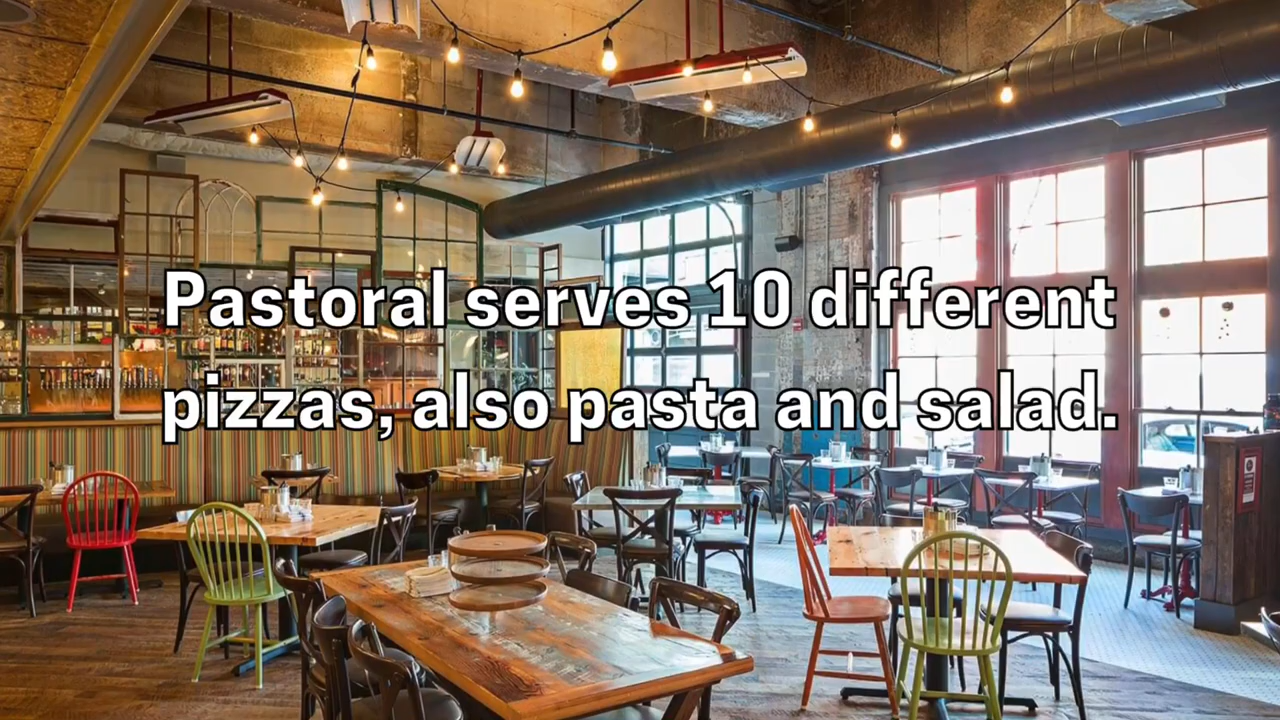 Pastoral serves 10 different
pizzas, also pasta and salad.